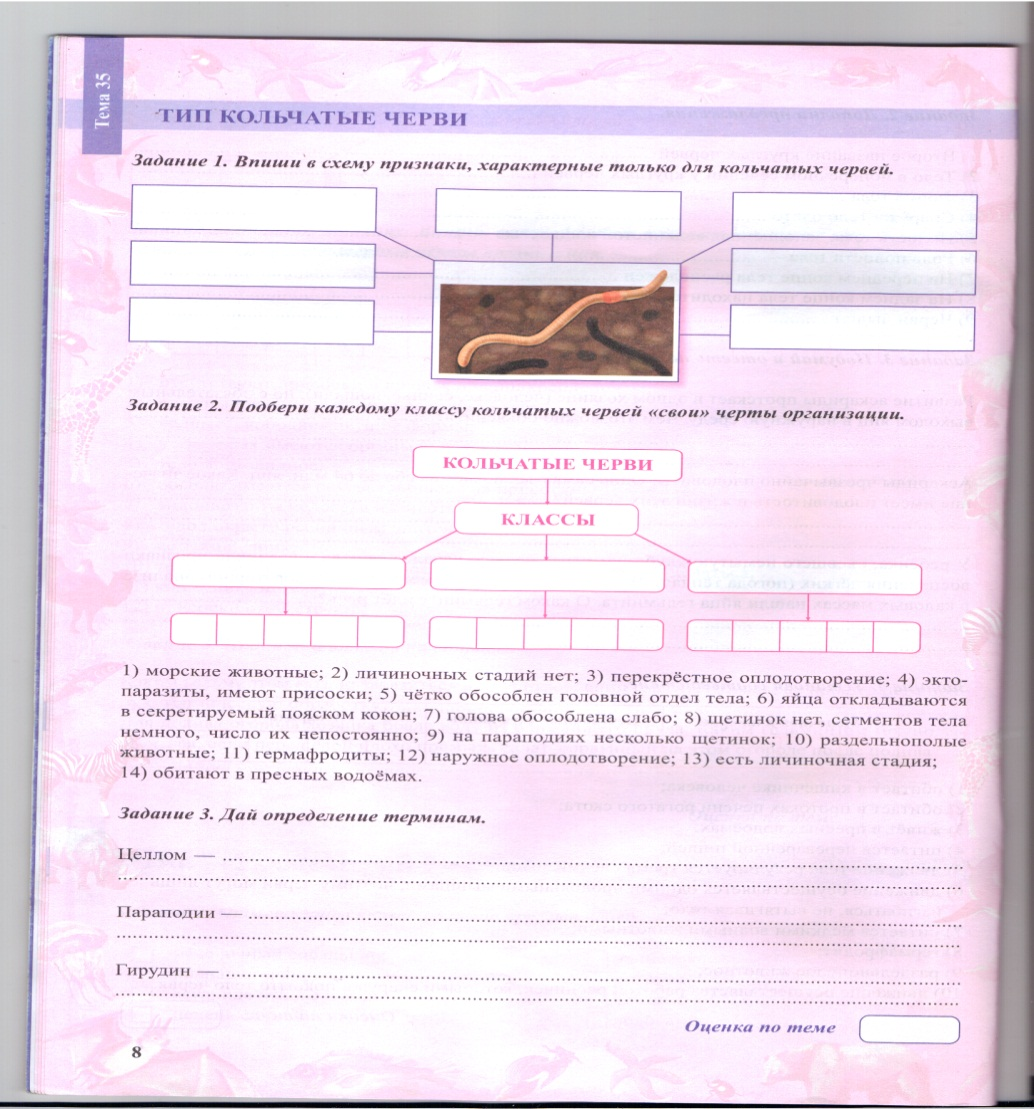 Тема 35
ТИП КОЛЬЧАТЫЕ ЧЕРВИ
Задание 1. Впиши в схему признаки, характерные только для кольчатых червей.
Задание 2. Подбери каждому классу кольчатых червей «свои» черты организации.
КОЛЬЧАТЫЕ ЧЕРВИ
КЛАССЫ
1) морские животные; 2) личиночных стадий нет; 3) перекрёстное оплодотворение; 4) экто-
паразиты, имеют присоски; 5) чётко обособлен головной отдел тела; 6) яйца откладываются
в секретируемый пояском кокон; 7) голова обособлена слабо; 8) щетинок нет, сегментов тела
немного, число их непостоянно; 9) на параподиях несколько щетинок; 10) раздельнополые
животные; 11) гермафродиты; 12) наружное оплодотворение; 13) есть личиночная стадия;
14) обитают в пресных водоёмах.
Задание 3. Дай определение терминам.
Целлом —
Параподии —
Гирудин —
Оценка по теме
8